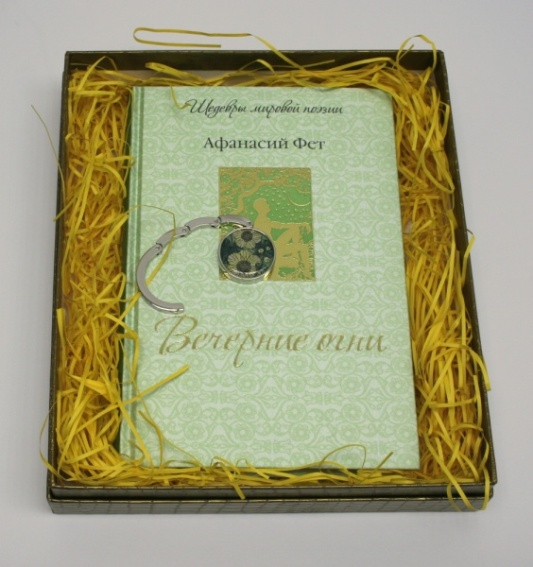 Шедевры мировой поэзии
Афанасий Фет
Вечерние огни